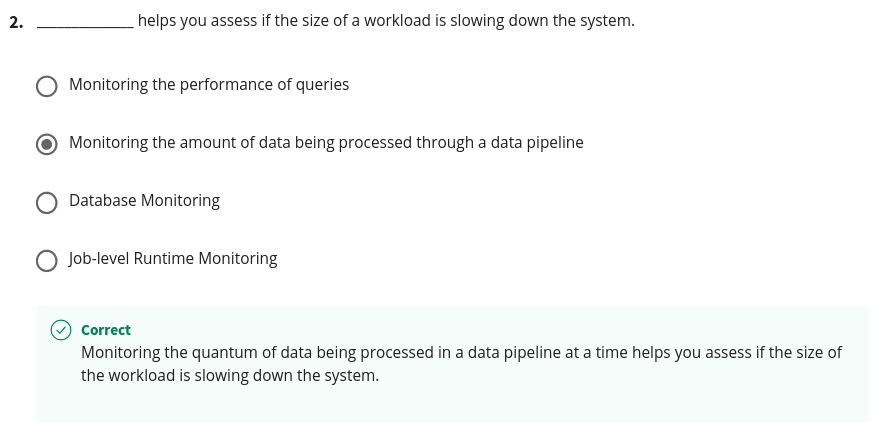 2. ____________ helps you assess if the size of a workload is slowing down the system.
Monitoring the performance of queries
Monitoring the amount of data being processed through a data pipeline
Database Monitoring
Job-level Runtime Monitoring
Correct
Monitoring the quantum of data being processed in a data pipeline at a time helps you assess if the size of
the workload is slowing down the system.